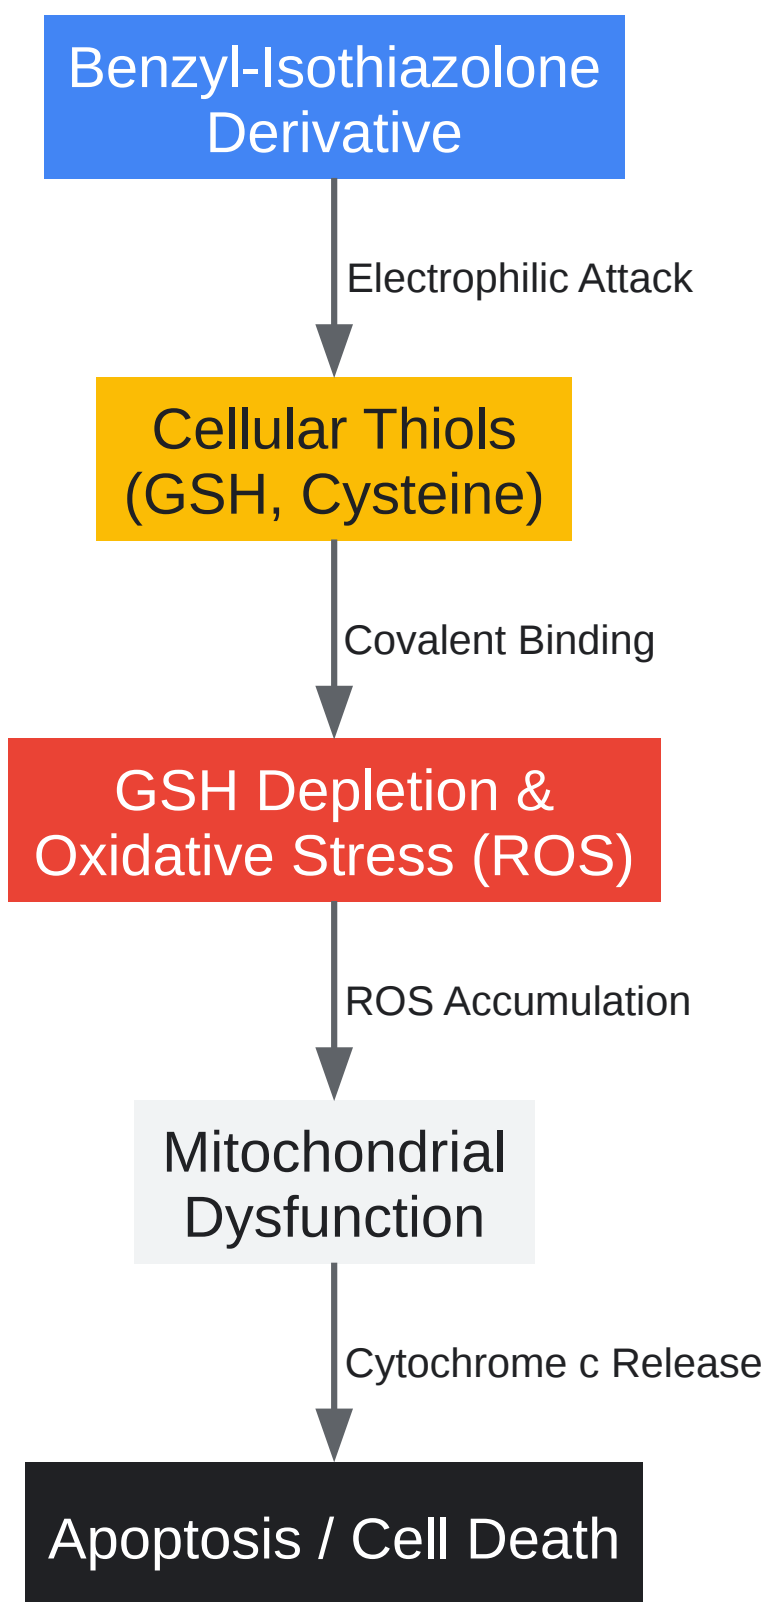 Benzyl-Isothiazolone
Derivative
Electrophilic Attack
Cellular Thiols
(GSH, Cysteine)
Covalent Binding
GSH Depletion &
Oxidative Stress (ROS)
ROS Accumulation
Mitochondrial
Dysfunction
Cytochrome c Release
Apoptosis / Cell Death